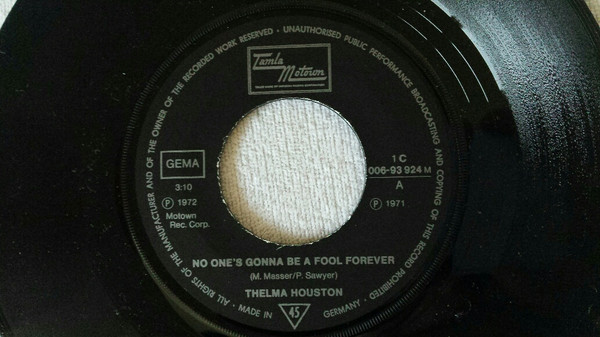 ALL RIGHTS OF THE MANUFACTURER AND OF THE OWNER OF THE RECORDED WORK RESERVED · UNAUTHORISED PUBLIC PERFORMANCE BROADCASTING AND COPYING OF THIS RECORD PROHIBITED ·
Tamla
Motown
GEMA
3:10
Ⓟ 1972
Motown
Rec. Corp.
1 C
006-93 924 M
A
Ⓟ 1971
NO ONE'S GONNA BE A FOOL FOREVER
(M. Masser/P. Sawyer)
THELMA HOUSTON
MADE IN 45 GERMANY